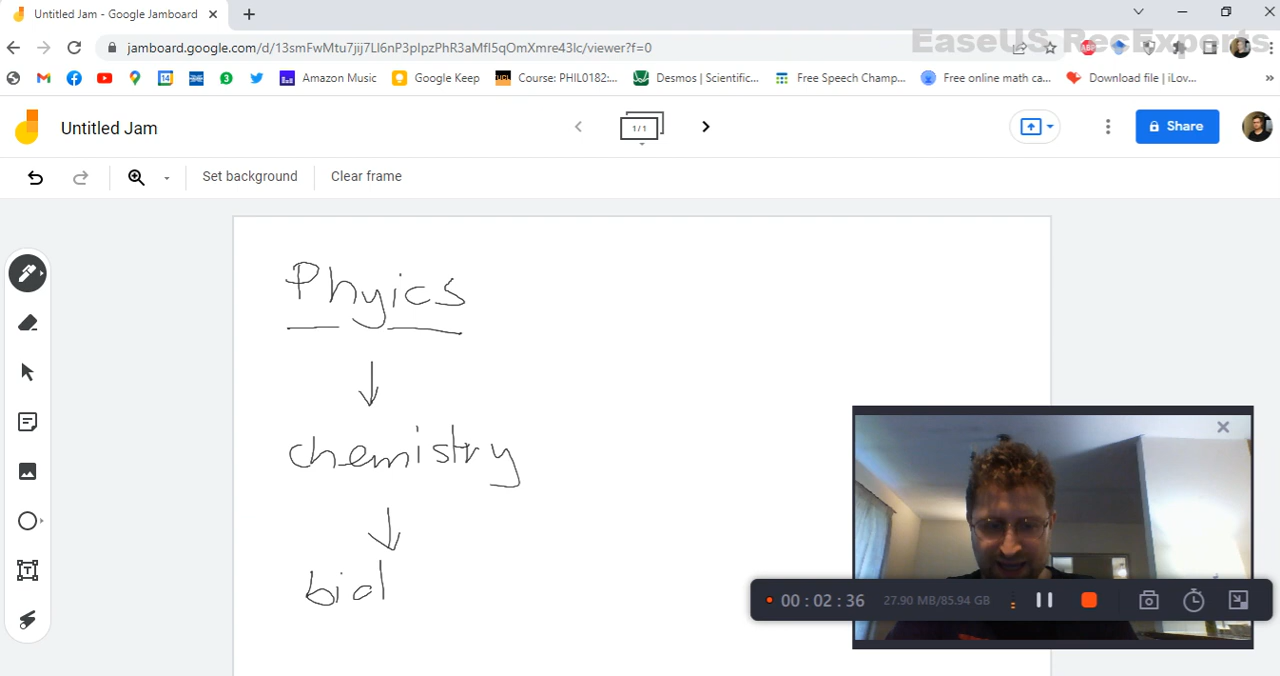 Untitled Jam - Google Jamboard
EaseUS RecExperts
jamboard.google.com/d/13smFwMtu7jij7Ll6nP3pIpzPhR3aMfI5qOmXmre43Ic/viewer?f=0
Amazon Music
Google Keep
Course: PHIL0182:...
Desmos | Scientific...
Free Speech Champ...
Free online math ca...
Download file | iLov...
Untitled Jam
1/1
Share
Set background
Clear frame
Phyics
chemistry
biol
00:02:36
27.90 MB/85.94 GB